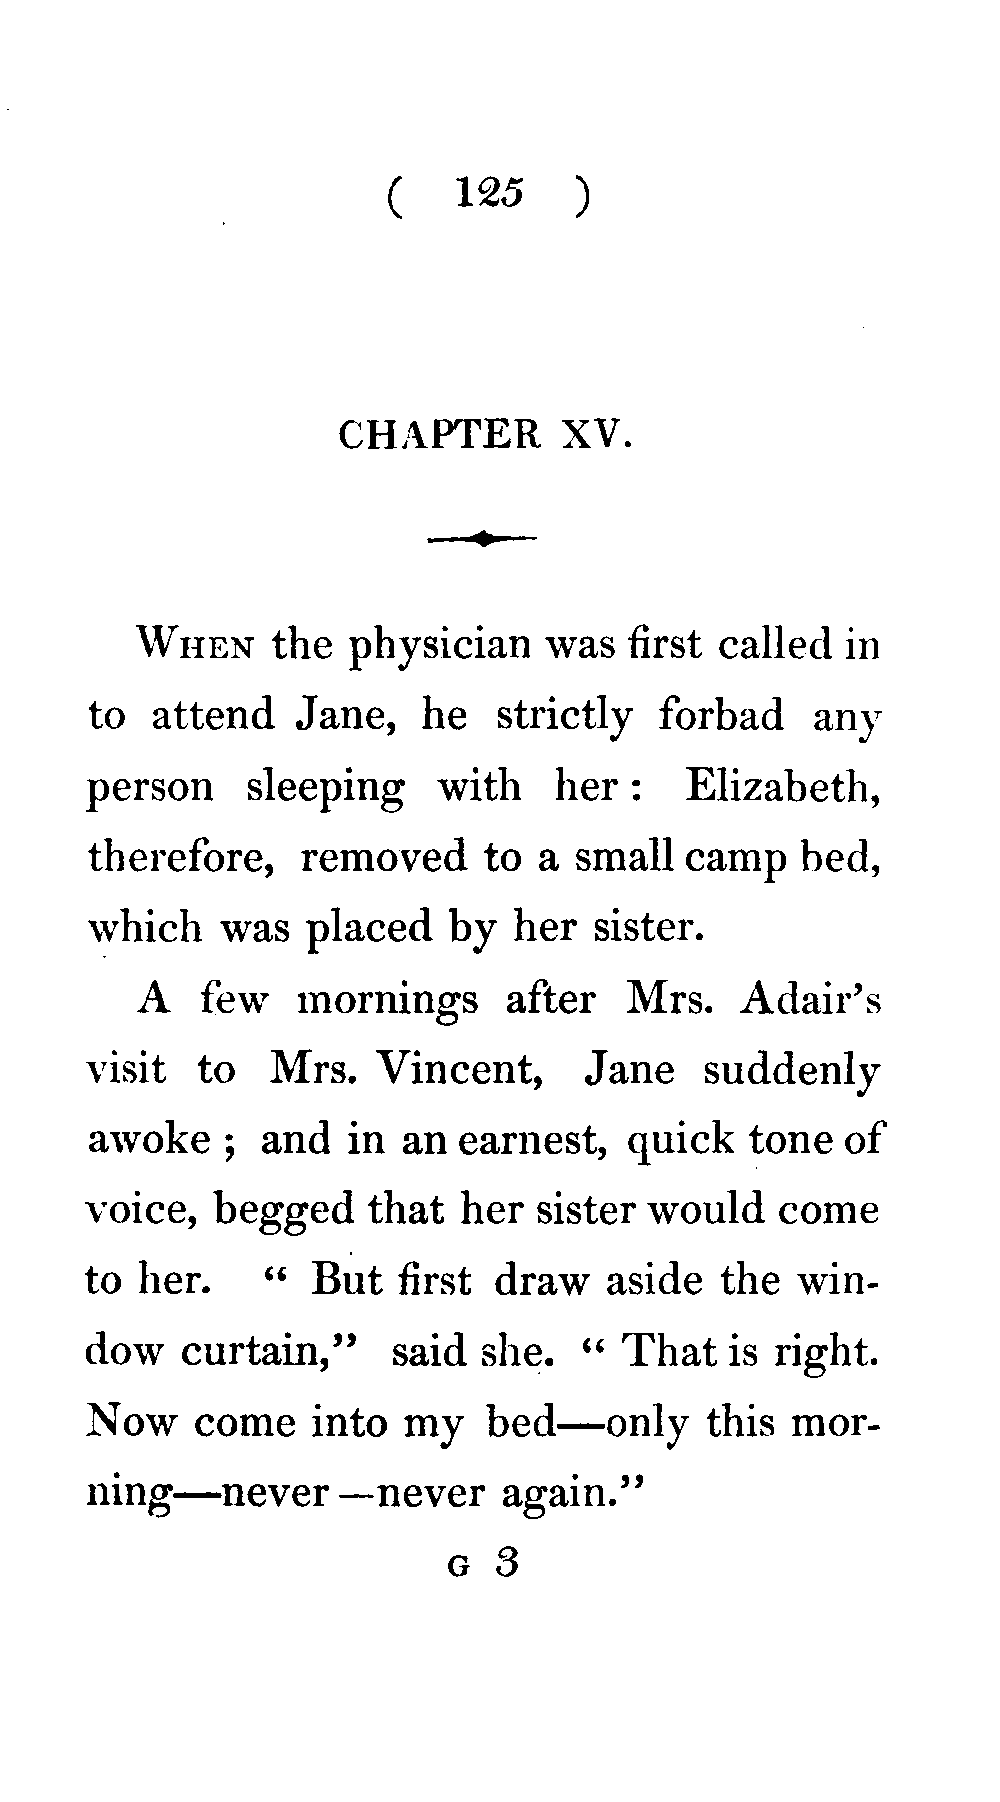 ( 125 )
CHAPTER XV.
WHEN the physician was first called in
to attend Jane, he strictly forbad any
person sleeping with her : Elizabeth,
therefore, removed to a small camp bed,
which was placed by her sister.
A few mornings after Mrs. Adair's
visit to Mrs. Vincent, Jane suddenly
awoke ; and in an earnest, quick tone of
voice, begged that her sister would come
to her. “ But first draw aside the win-
dow curtain,” said she. “ That is right.
Now come into my bed—only this mor-
ning—never—never again.”
G 3